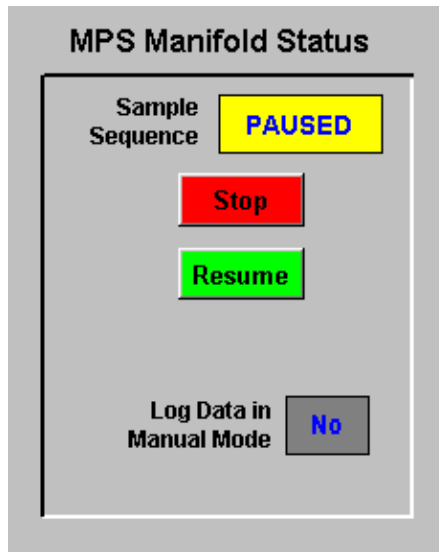 MPS Manifold Status
Sample
Sequence
PAUSED
Stop
Resume
Log Data in
Manual Mode
No